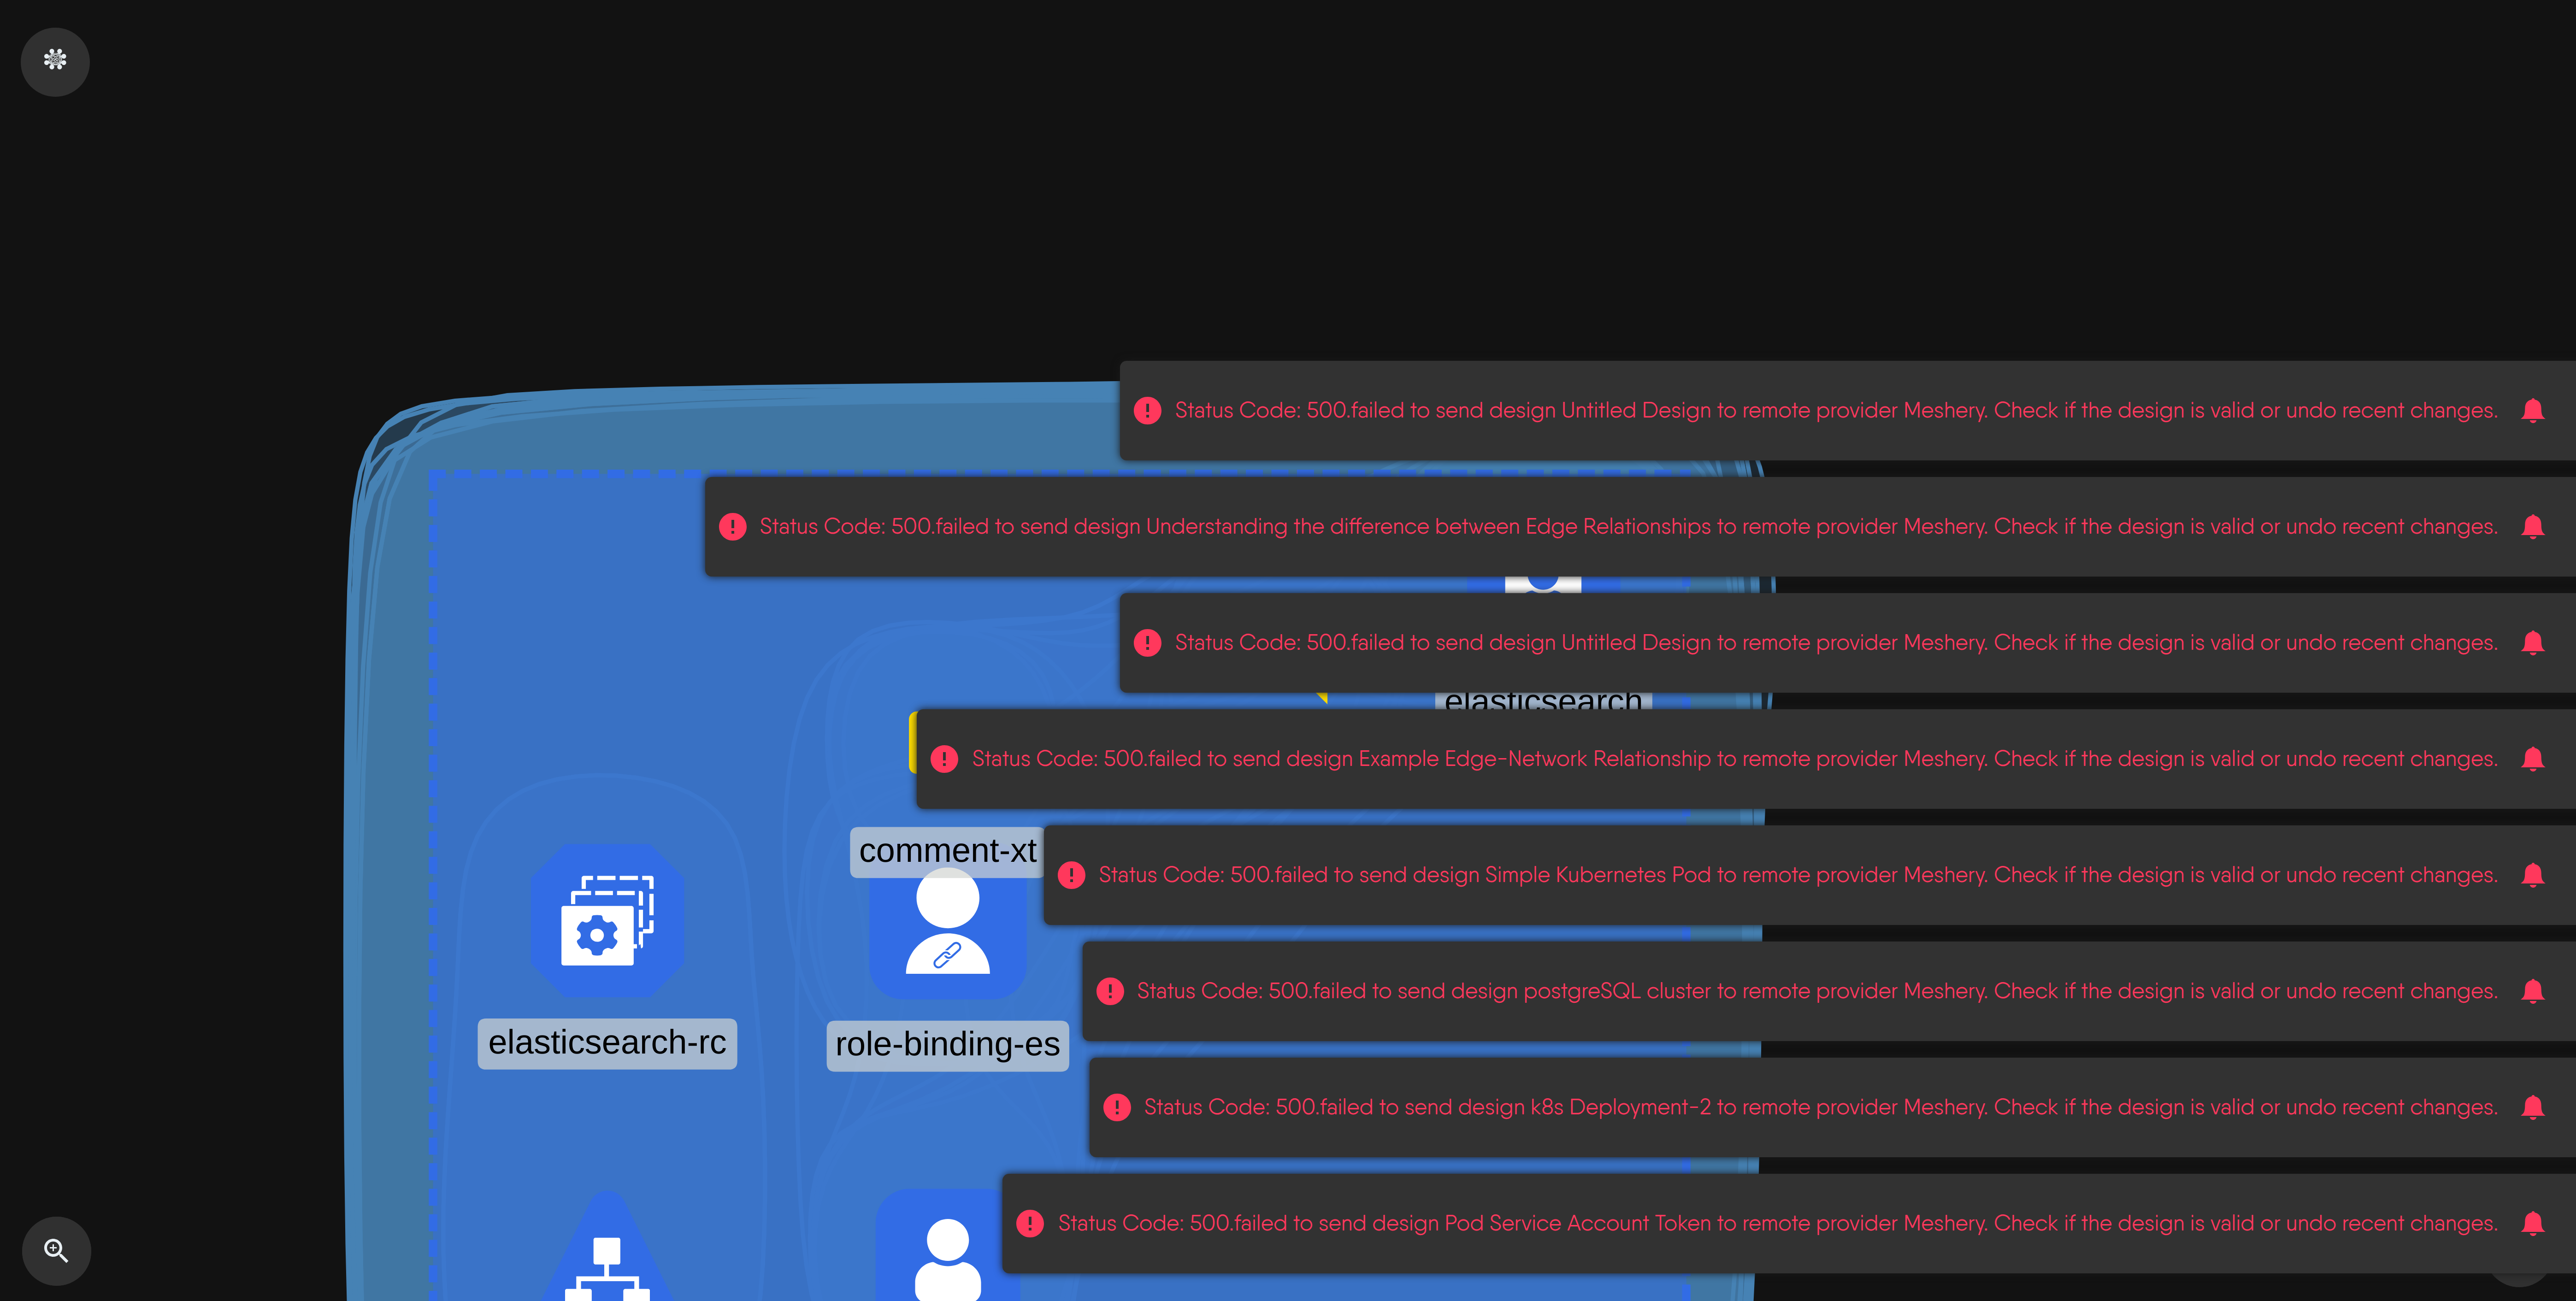 Status Code: 500.failed to send design Untitled Design to remote provider Meshery. Check if the design is valid or undo recent changes.
Status Code: 500.failed to send design Understanding the difference between Edge Relationships to remote provider Meshery. Check if the design is valid or undo recent changes.
Status Code: 500.failed to send design Untitled Design to remote provider Meshery. Check if the design is valid or undo recent changes.
elasticsearch
Status Code: 500.failed to send design Example Edge-Network Relationship to remote provider Meshery. Check if the design is valid or undo recent changes.
comment-xt
Status Code: 500.failed to send design Simple Kubernetes Pod to remote provider Meshery. Check if the design is valid or undo recent changes.
Status Code: 500.failed to send design postgreSQL cluster to remote provider Meshery. Check if the design is valid or undo recent changes.
elasticsearch-rc
role-binding-es
Status Code: 500.failed to send design k8s Deployment-2 to remote provider Meshery. Check if the design is valid or undo recent changes.
Status Code: 500.failed to send design Pod Service Account Token to remote provider Meshery. Check if the design is valid or undo recent changes.